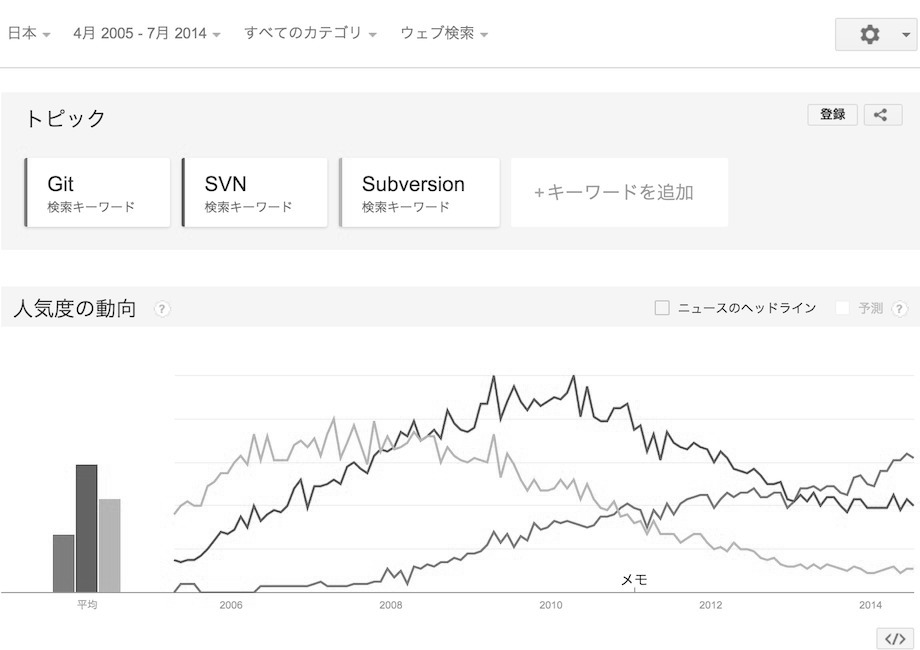 日本 4月 2005 - 7月 2014 すべてのカテゴリ ウェブ検索
トピック 登録
Git SVN Subversion
検索キーワード 検索キーワード 検索キーワード
+キーワードを追加
人気度の動向 ? ニュースのヘッドライン 予測 ?
メモ
平均 2006 2008 2010 2012 2014
</>